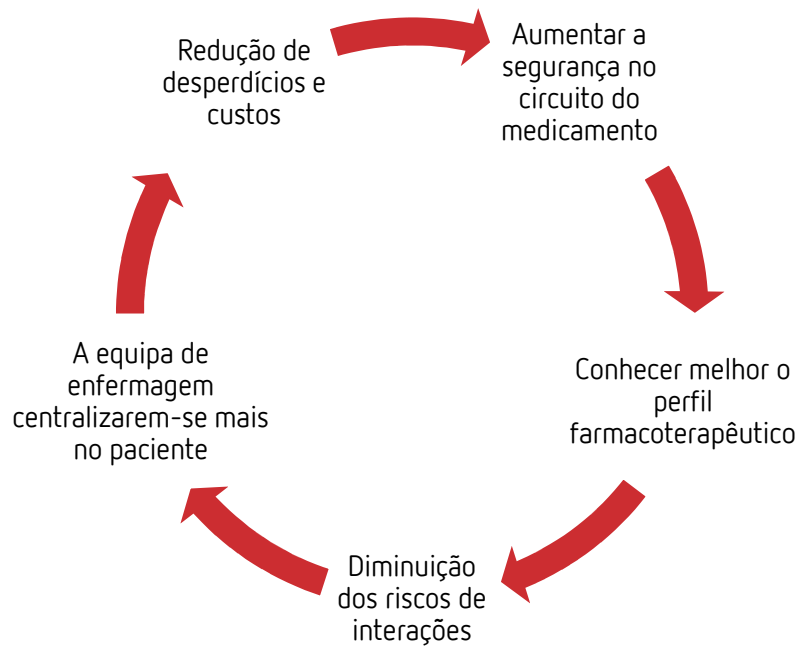 Redução de
desperdícios e
custos
Aumentar a
segurança no
circuito do
medicamento
Conhecer melhor o
perfil
farmacoterapêutico
Diminuição
dos riscos de
interações
A equipa de
enfermagem
centralizarem-se mais
no paciente